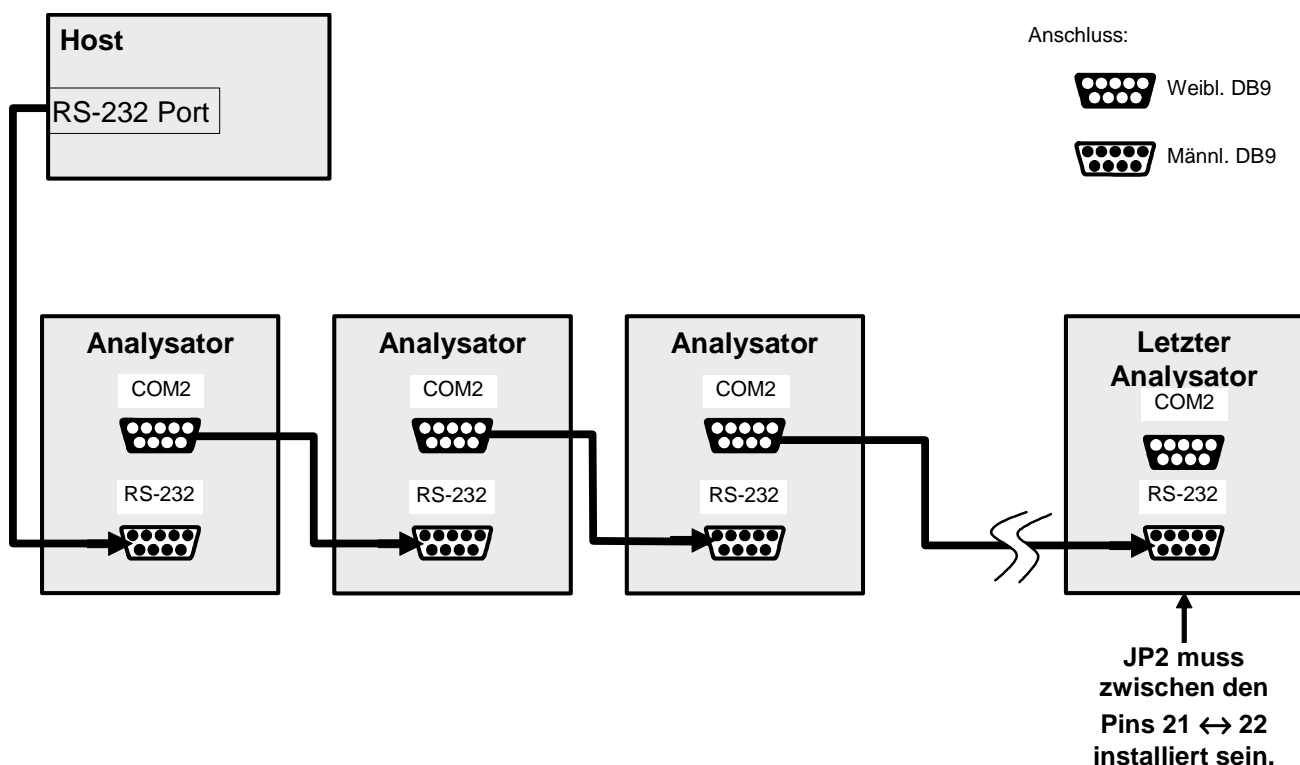 Host
RS-232 Port
Anschluss:
Weibl. DB9
Männl. DB9
Analysator
COM2
RS-232
Analysator
COM2
RS-232
Analysator
COM2
RS-232
Letzter
Analysator
COM2
RS-232
JP2 muss
zwischen den
Pins 21 ↔ 22
installiert sein.